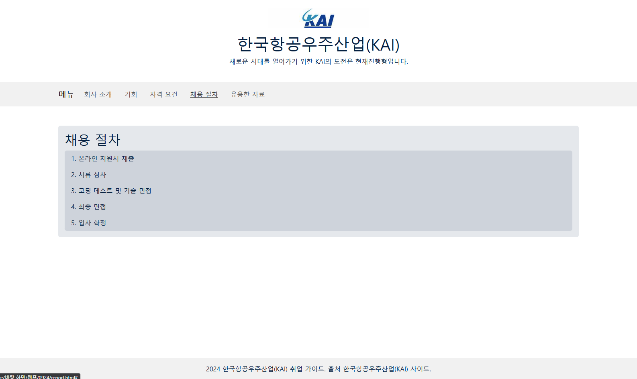 KAI
한국항공우주산업(KAI)
새로운 시대를 열어가기 위한 KAI의 도전은 현재진행형입니다.
메뉴 회사 소개 기회 자격 요건 채용 절차 유용한 자료
채용 절차
1. 온라인 지원서 제출
2. 서류 심사
3. 코딩 테스트 및 기술 면접
4. 최종 면접
5. 입사 확정
2024 한국항공우주산업(KAI) 취업 가이드. 출처 한국항공우주산업(KAI) 사이트.